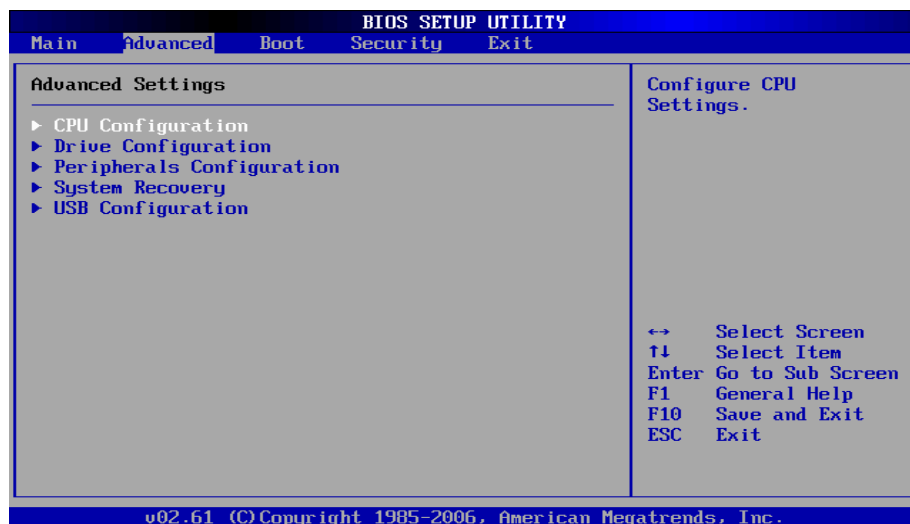 BIOS SETUP UTILITY
Main Advanced Boot Security Exit
Advanced Settings
► CPU Configuration
► Drive Configuration
► Peripherals Configuration
► System Recovery
► USB Configuration
Configure CPU
Settings.
↔ Select Screen
↑↓ Select Item
Enter Go to Sub Screen
F1 General Help
F10 Save and Exit
ESC Exit
v02.61 (C)Copyright 1985-2006, American Megatrends, Inc.